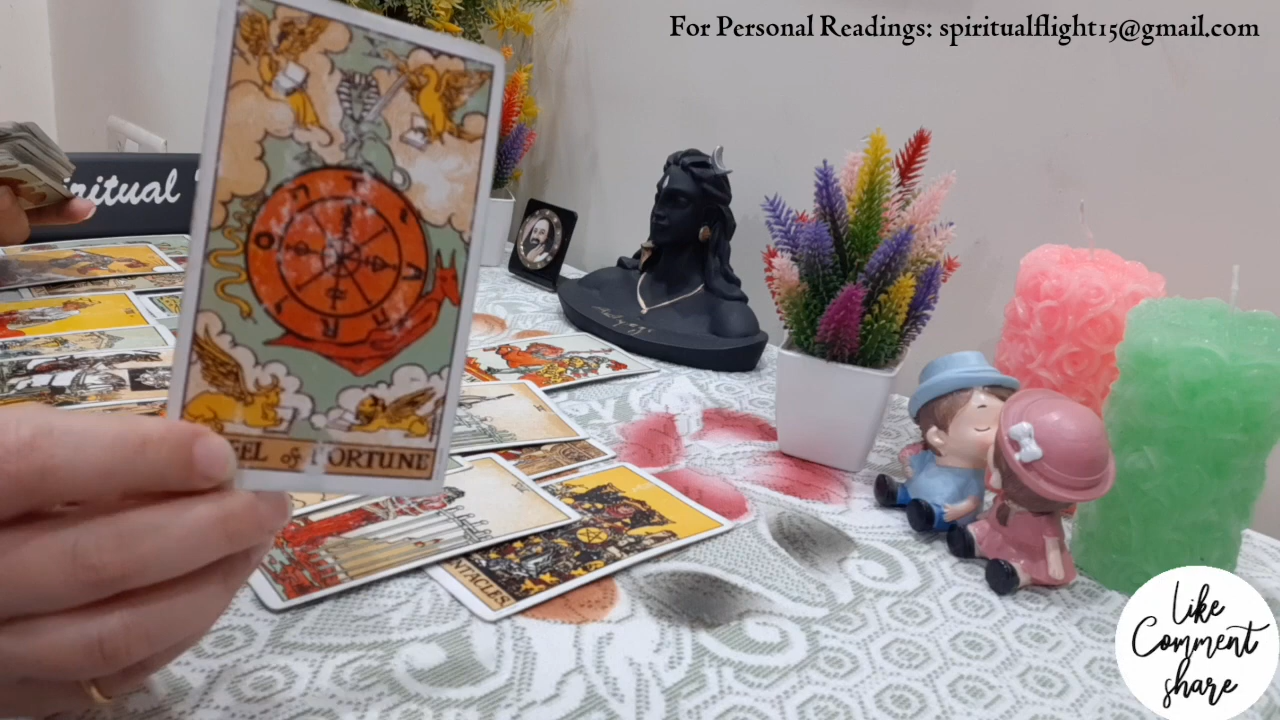 For Personal Readings: spiritualflight15@gmail.com
ritual
EEL of FORTUNE
NTACLES
like
Comment
share